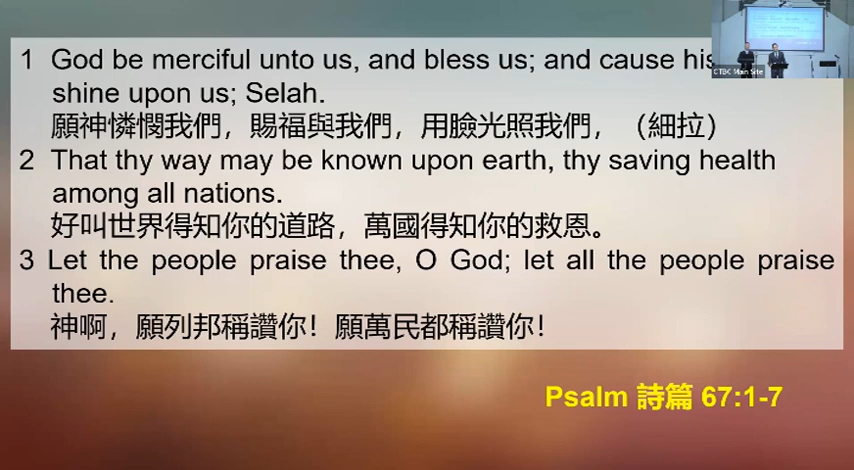 1 God be merciful unto us, and bless us; and cause his
shine upon us; Selah.
願神憐憫我們，賜福與我們，用臉光照我們，（細拉）
2 That thy way may be known upon earth, thy saving health
among all nations.
好叫世界得知你的道路，萬國得知你的救恩。
3 Let the people praise thee, O God; let all the people praise
thee.
神啊，願列邦稱讚你！願萬民都稱讚你！
Psalm 詩篇 67:1-7
CTBC Main Site